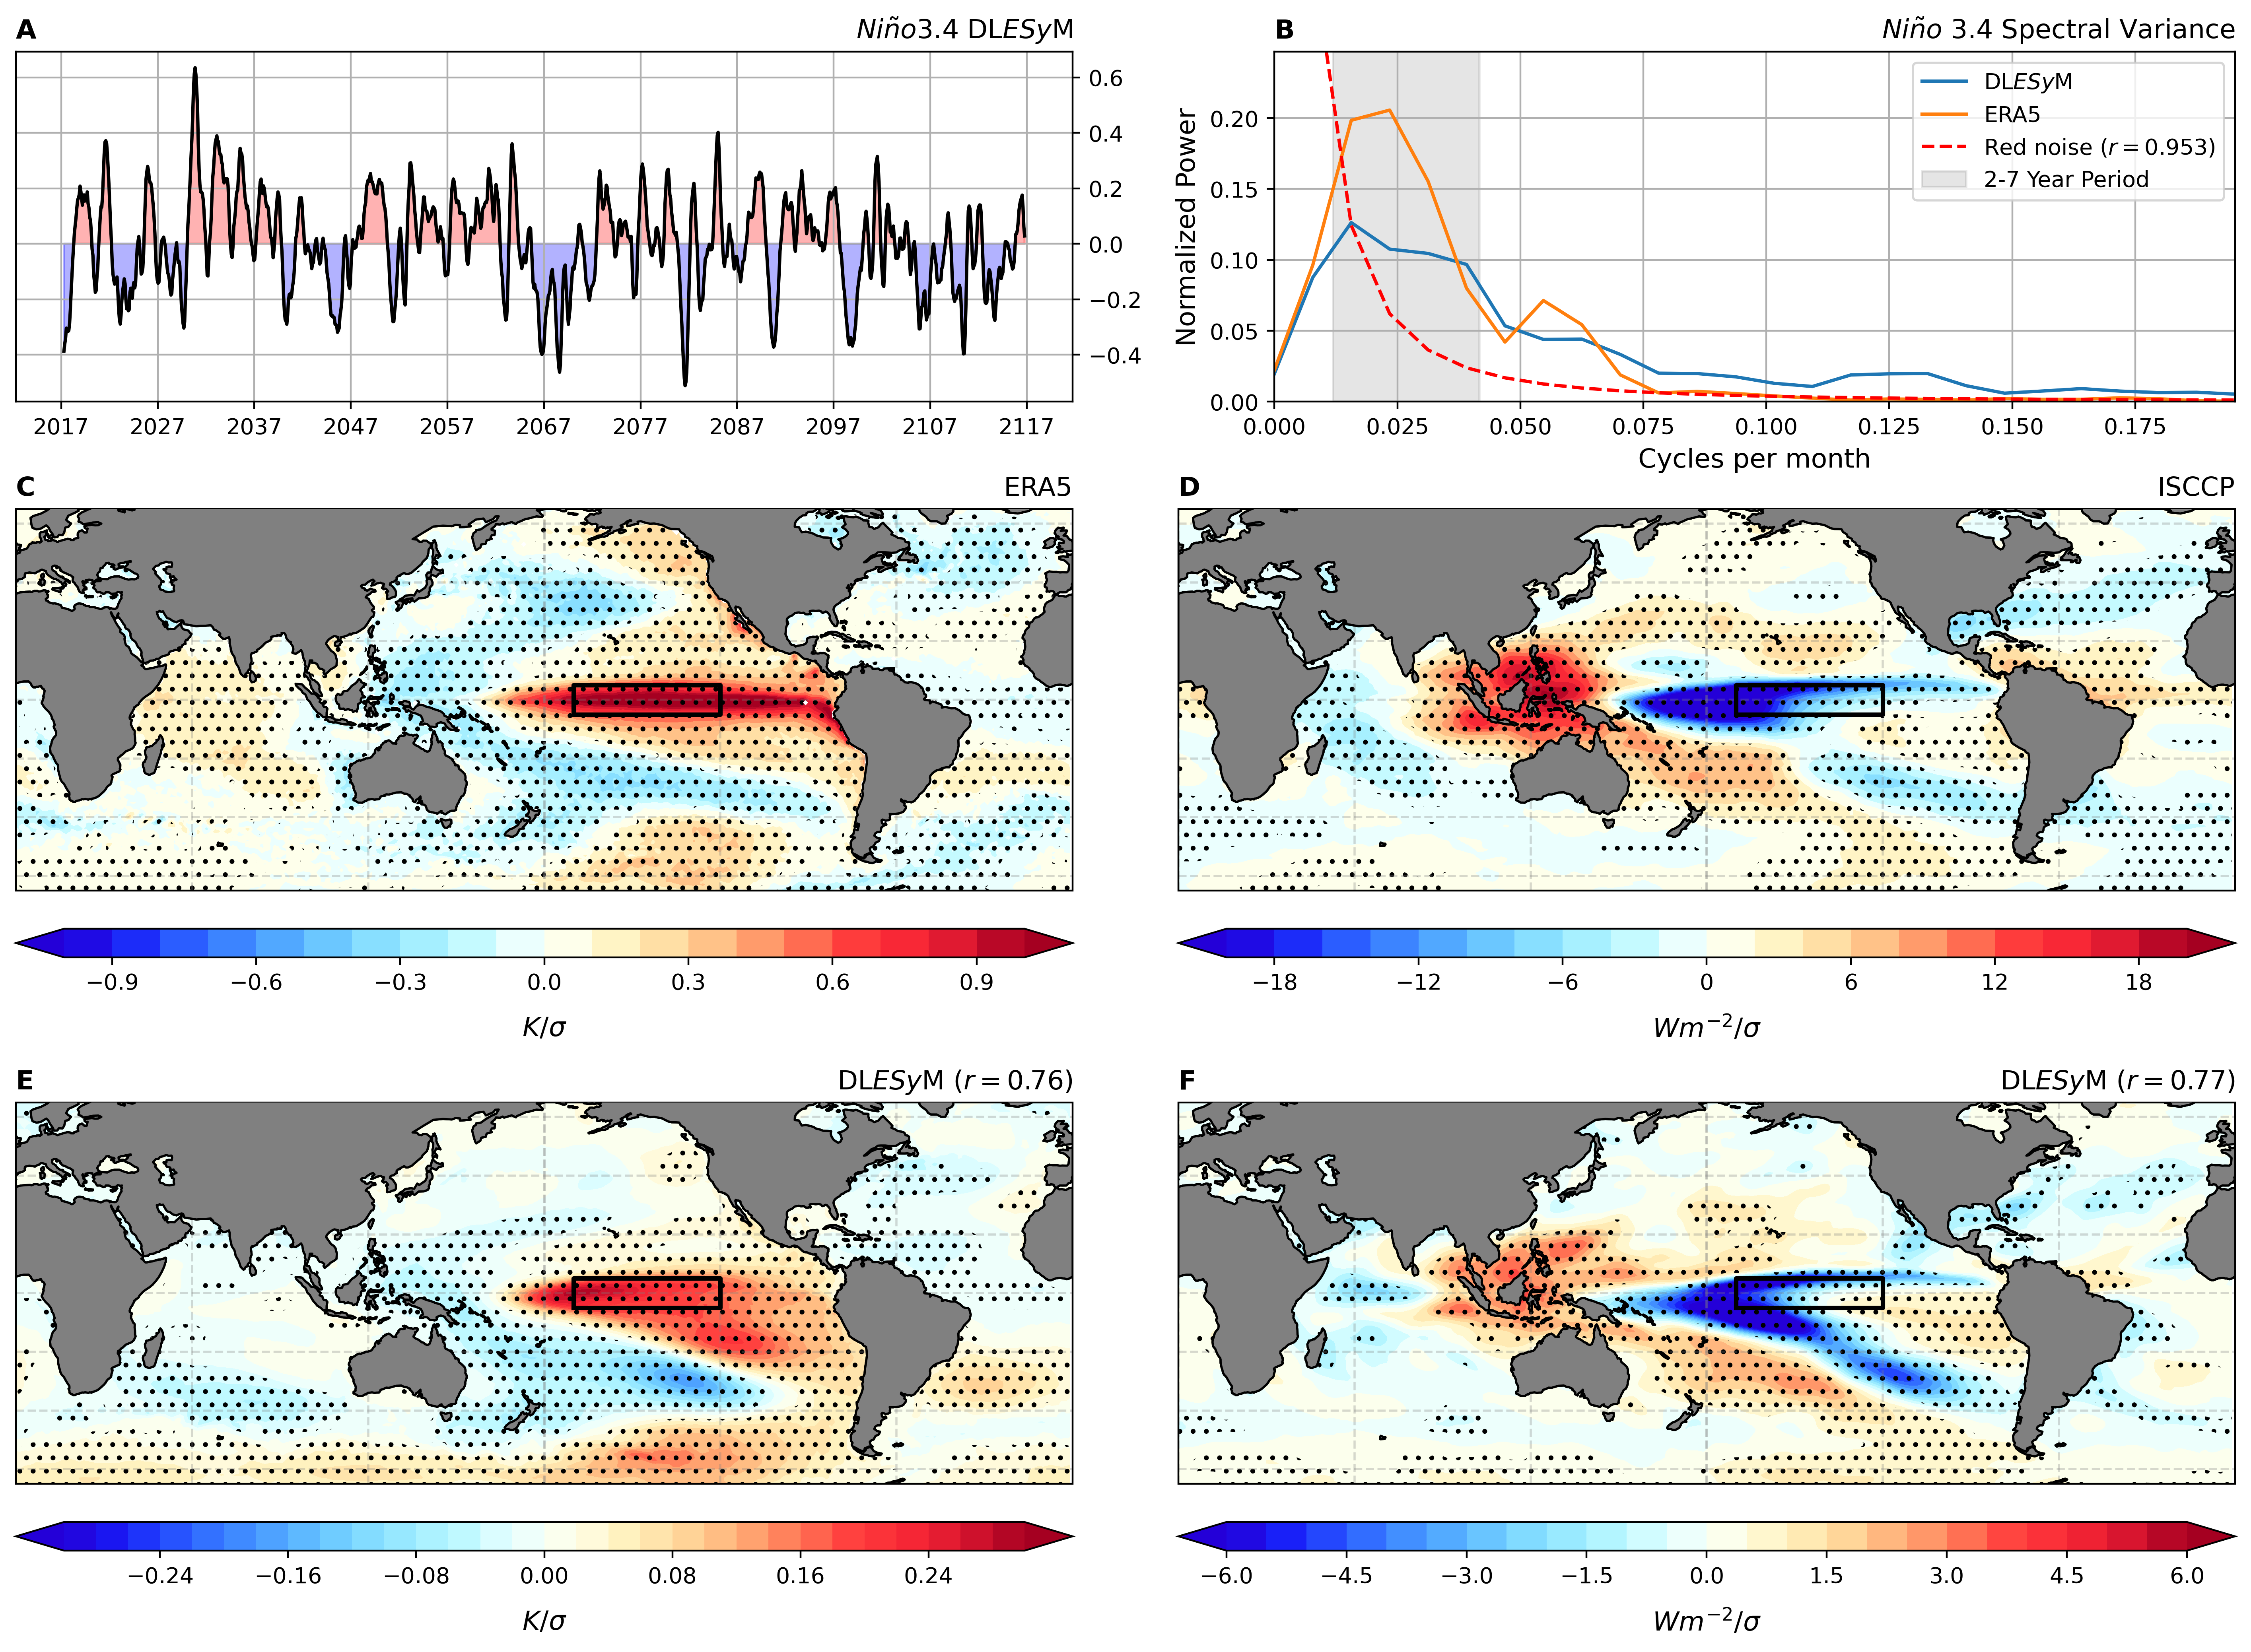 A
Niño3.4 DLESyM
0.6
0.4
0.2
0.0
−0.2
−0.4
2017 2027 2037 2047 2057 2067 2077 2087 2097 2107 2117
B
Niño 3.4 Spectral Variance
Normalized Power
0.20
0.15
0.10
0.05
0.00
DLESyM
ERA5
Red noise (r = 0.953)
2-7 Year Period
0.000 0.025 0.050 0.075 0.100 0.125 0.150 0.175
Cycles per month
C
ERA5
−0.9 −0.6 −0.3 0.0 0.3 0.6 0.9
K/σ
D
ISCCP
−18 −12 −6 0 6 12 18
Wm⁻²/σ
E
DLESyM (r = 0.76)
−0.24 −0.16 −0.08 0.00 0.08 0.16 0.24
K/σ
F
DLESyM (r = 0.77)
−6.0 −4.5 −3.0 −1.5 0.0 1.5 3.0 4.5 6.0
Wm⁻²/σ